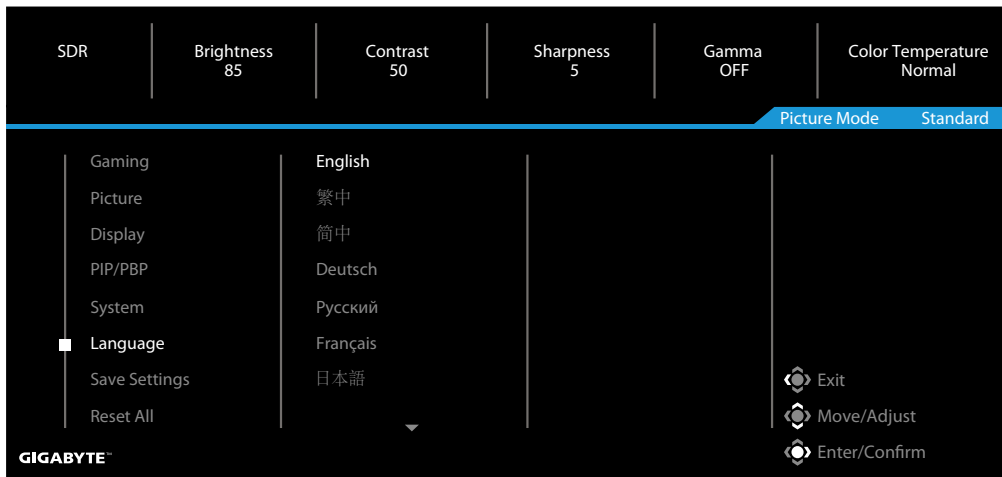 SDR
Brightness
85
Contrast
50
Sharpness
5
Gamma
OFF
Color Temperature
Normal
Picture Mode Standard
Gaming
Picture
Display
PIP/PBP
System
Language
Save Settings
Reset All
English
繁中
简中
Deutsch
Русский
Français
日本語
Exit
Move/Adjust
Enter/Confirm
GIGABYTE™